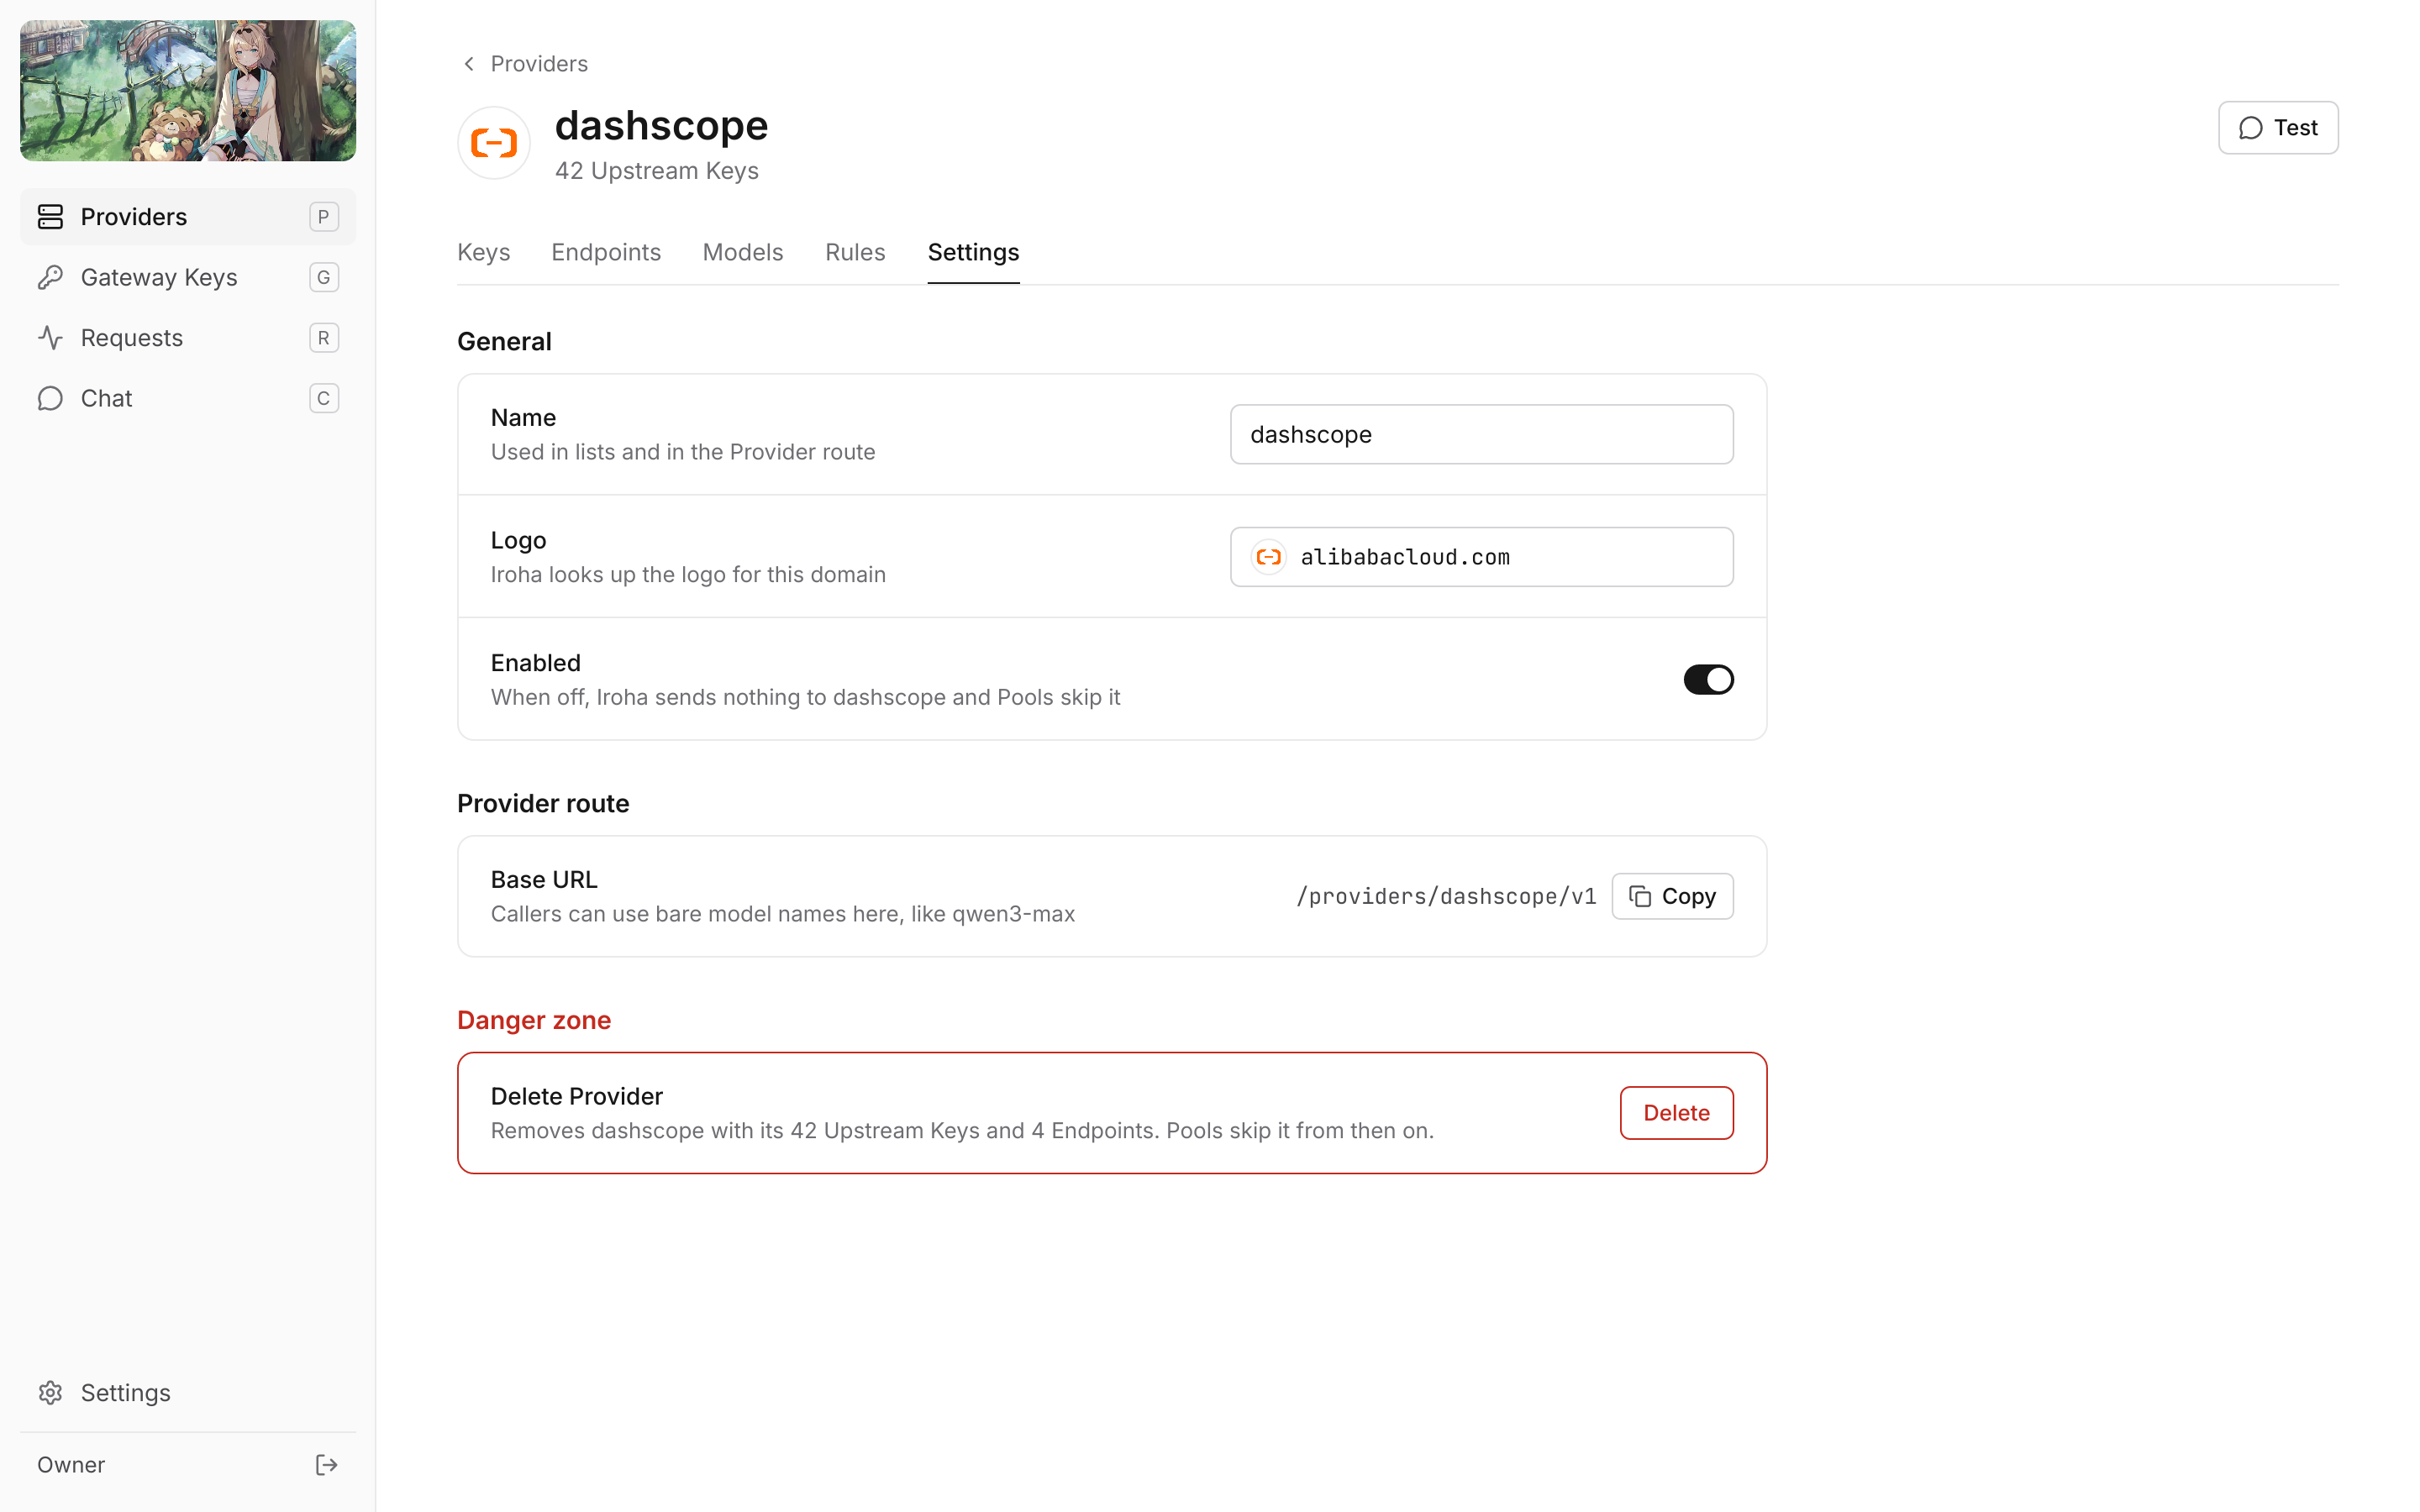 Providers
P
Gateway Keys
G
Requests
R
Chat
C
Settings
Owner
Providers
dashscope
42 Upstream Keys
Test
Keys
Endpoints
Models
Rules
Settings
General
Name
Used in lists and in the Provider route
dashscope
Logo
Iroha looks up the logo for this domain
alibabacloud.com
Enabled
When off, Iroha sends nothing to dashscope and Pools skip it
Provider route
Base URL
Callers can use bare model names here, like qwen3-max
/providers/dashscope/v1
Copy
Danger zone
Delete Provider
Removes dashscope with its 42 Upstream Keys and 4 Endpoints. Pools skip it from then on.
Delete